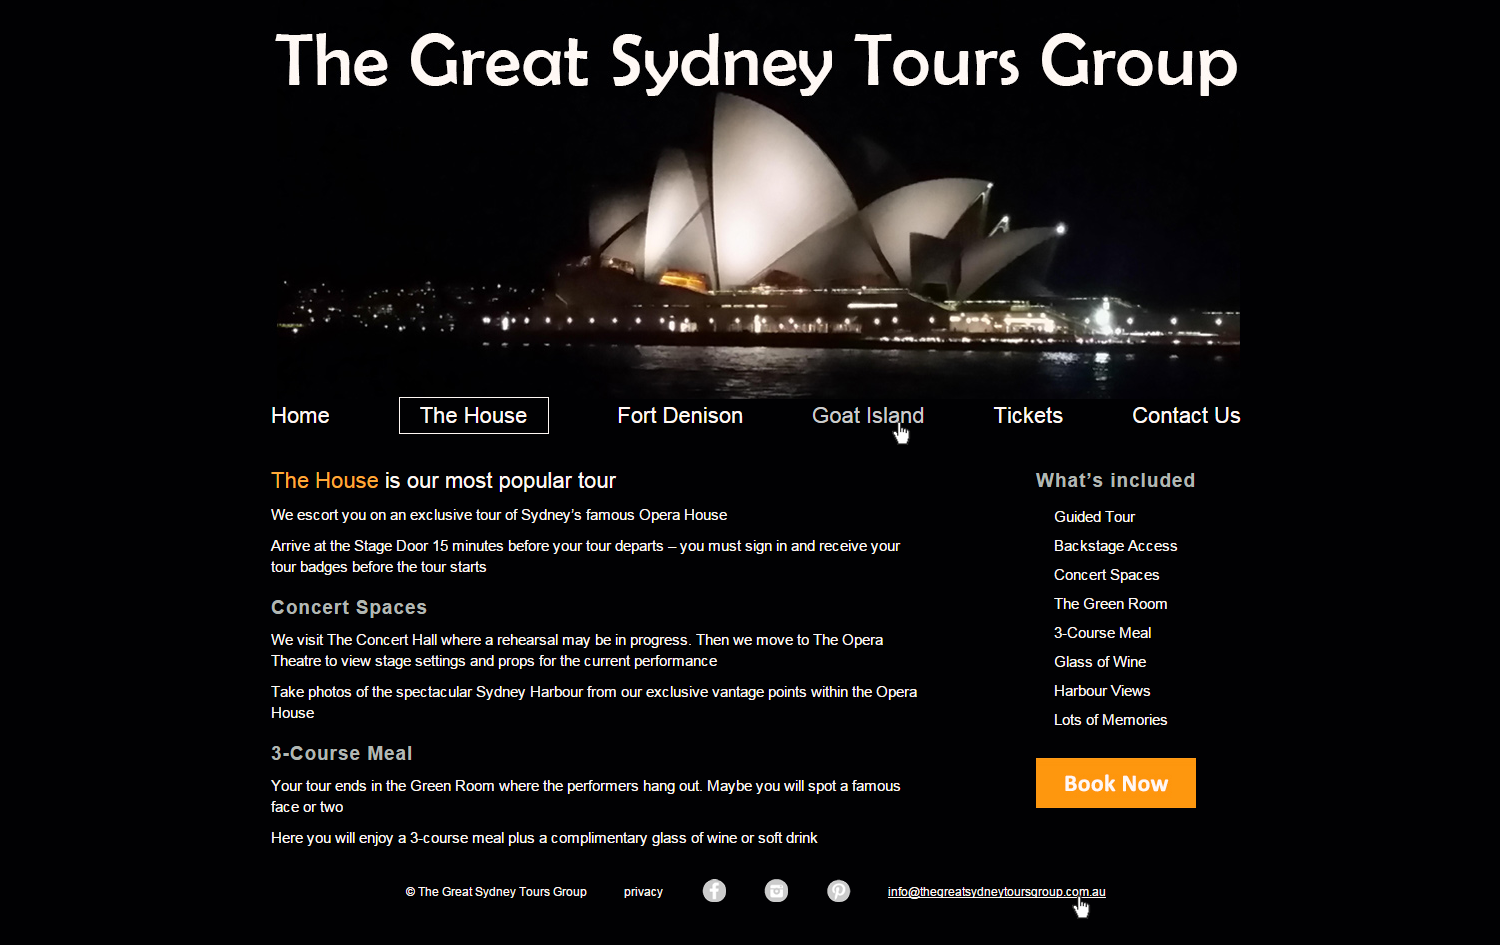 The Great Sydney Tours Group
Home
The House
Fort Denison
Goat Island
Tickets
Contact Us
The House is our most popular tour
We escort you on an exclusive tour of Sydney’s famous Opera House
Arrive at the Stage Door 15 minutes before your tour departs – you must sign in and receive your
tour badges before the tour starts
Concert Spaces
We visit The Concert Hall where a rehearsal may be in progress. Then we move to The Opera
Theatre to view stage settings and props for the current performance
Take photos of the spectacular Sydney Harbour from our exclusive vantage points within the Opera
House
3-Course Meal
Your tour ends in the Green Room where the performers hang out. Maybe you will spot a famous
face or two
Here you will enjoy a 3-course meal plus a complimentary glass of wine or soft drink
What’s included
Guided Tour
Backstage Access
Concert Spaces
The Green Room
3-Course Meal
Glass of Wine
Harbour Views
Lots of Memories
Book Now
© The Great Sydney Tours Group
privacy
info@thegreatsydneytoursgroup.com.au